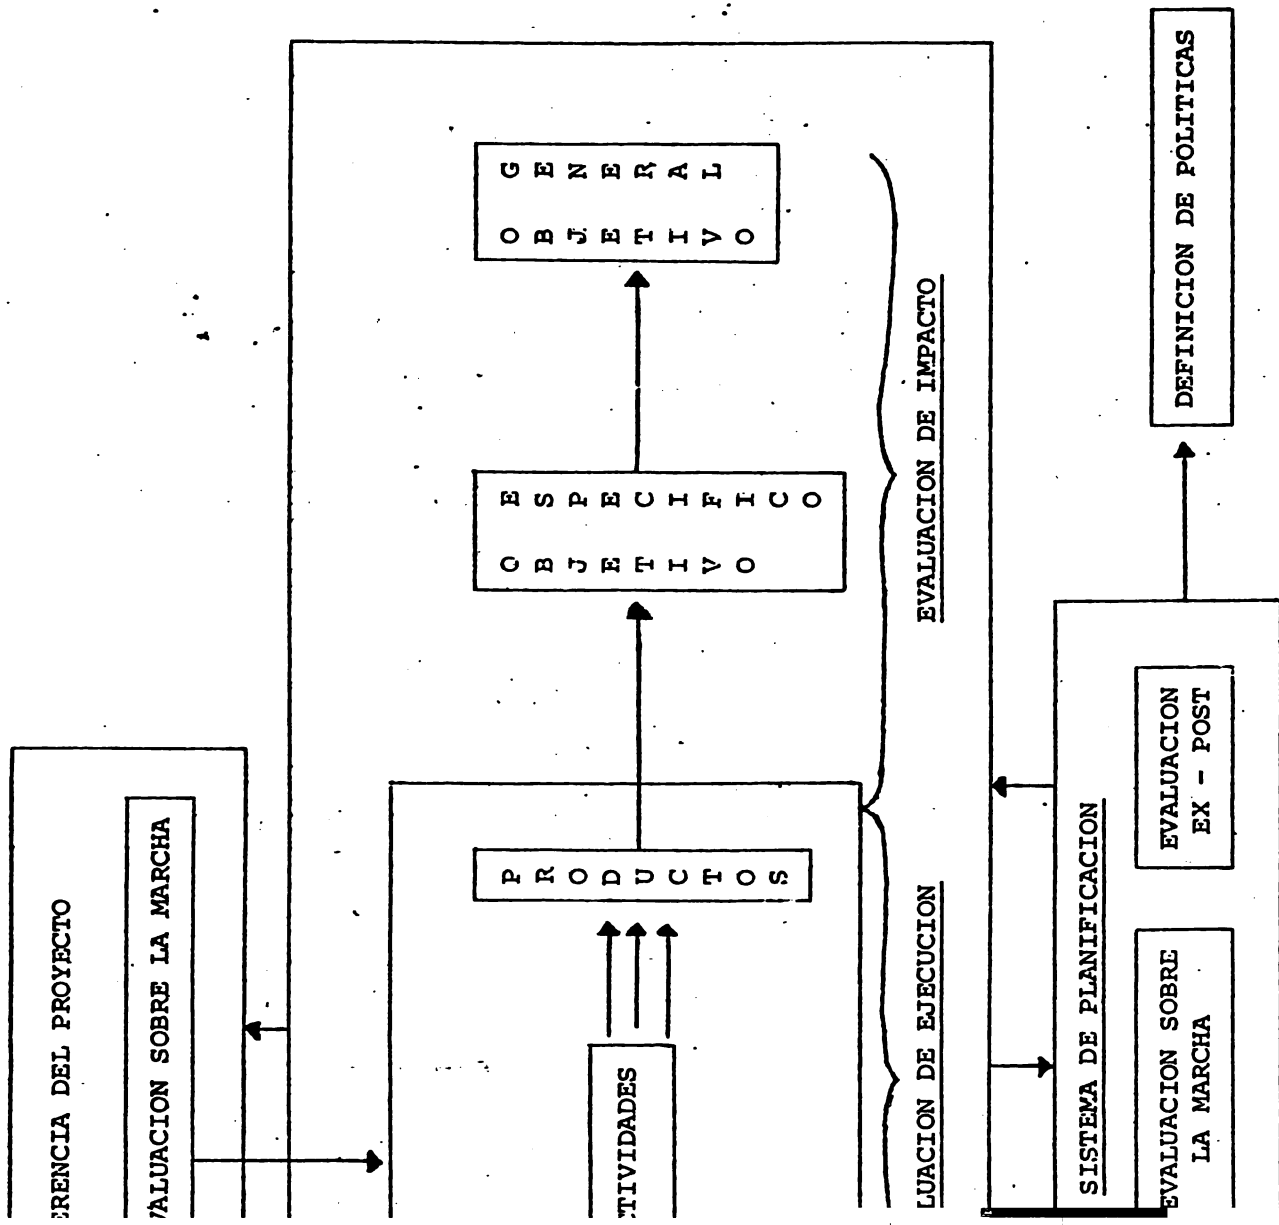 ERENCIA DEL PROYECTO
VALUACION SOBRE LA MARCHA
CTIVIDADES
PRODUCTOS
OBJETIVO
ESPECIFICO
OBJETIVO
GENERAL
LUACION DE EJECUCION
EVALUACION DE IMPACTO
SISTEMA DE PLANIFICACION
EVALUACION SOBRE
LA MARCHA
EVALUACION
EX - POST
DEFINICION DE POLITICAS